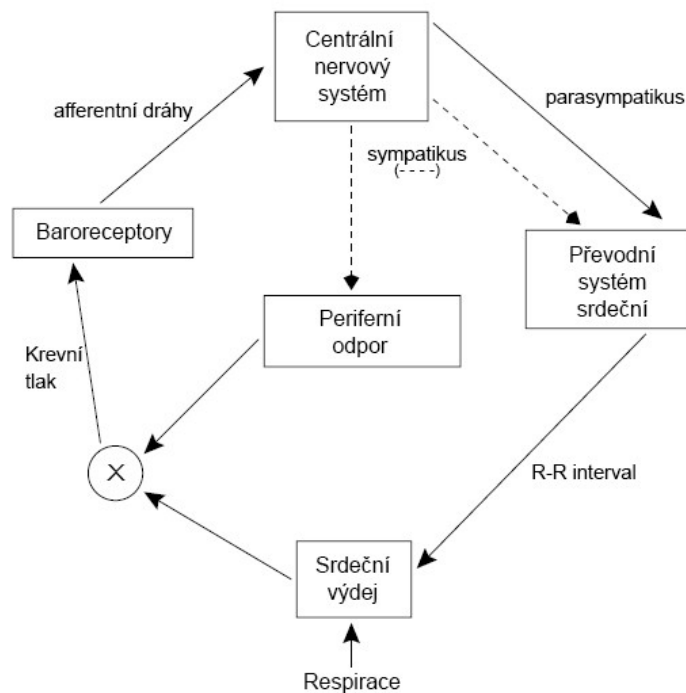 Centrální
nervový
systém
afferentní dráhy
parasympatikus
sympatikus
(----)
Baroreceptory
Převodní
systém
srdeční
Periferní
odpor
Krevní
tlak
X
R-R interval
Srdeční
výdej
Respirace